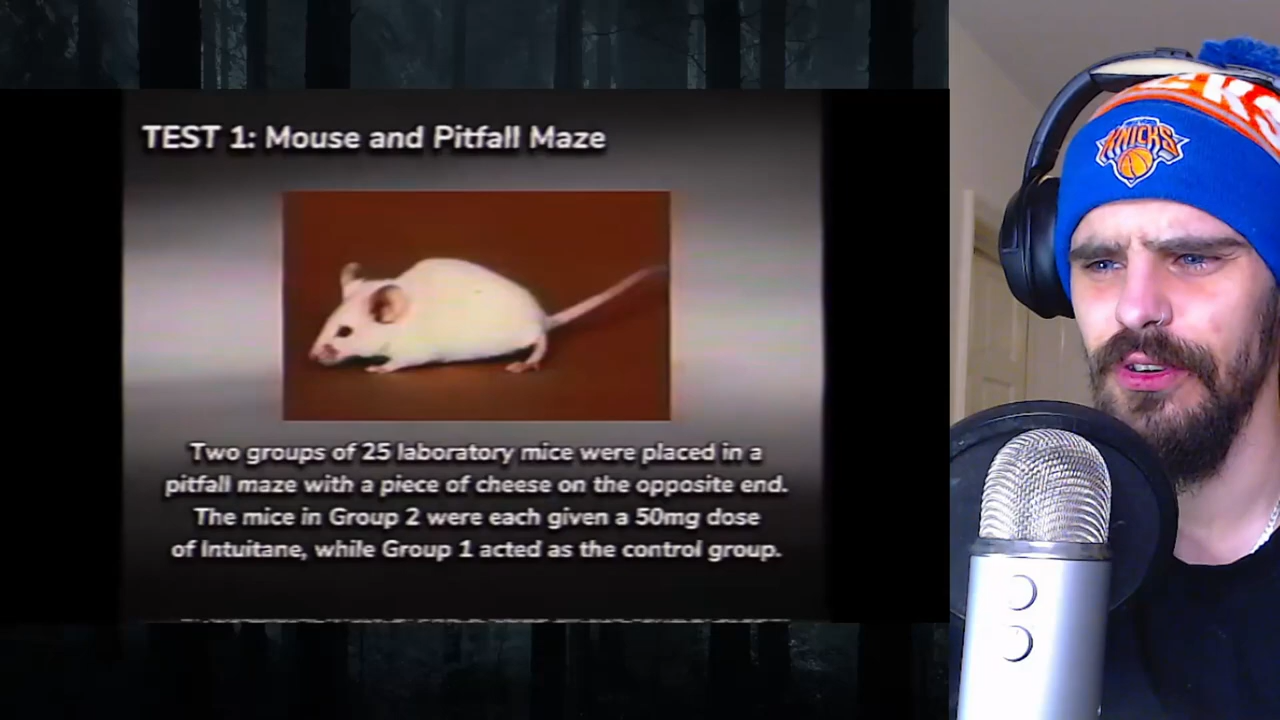 TEST 1: Mouse and Pitfall Maze
Two groups of 25 laboratory mice were placed in a
pitfall maze with a piece of cheese on the opposite end.
The mice in Group 2 were each given a 50mg dose
of Intuitane, while Group 1 acted as the control group.
KNICKS